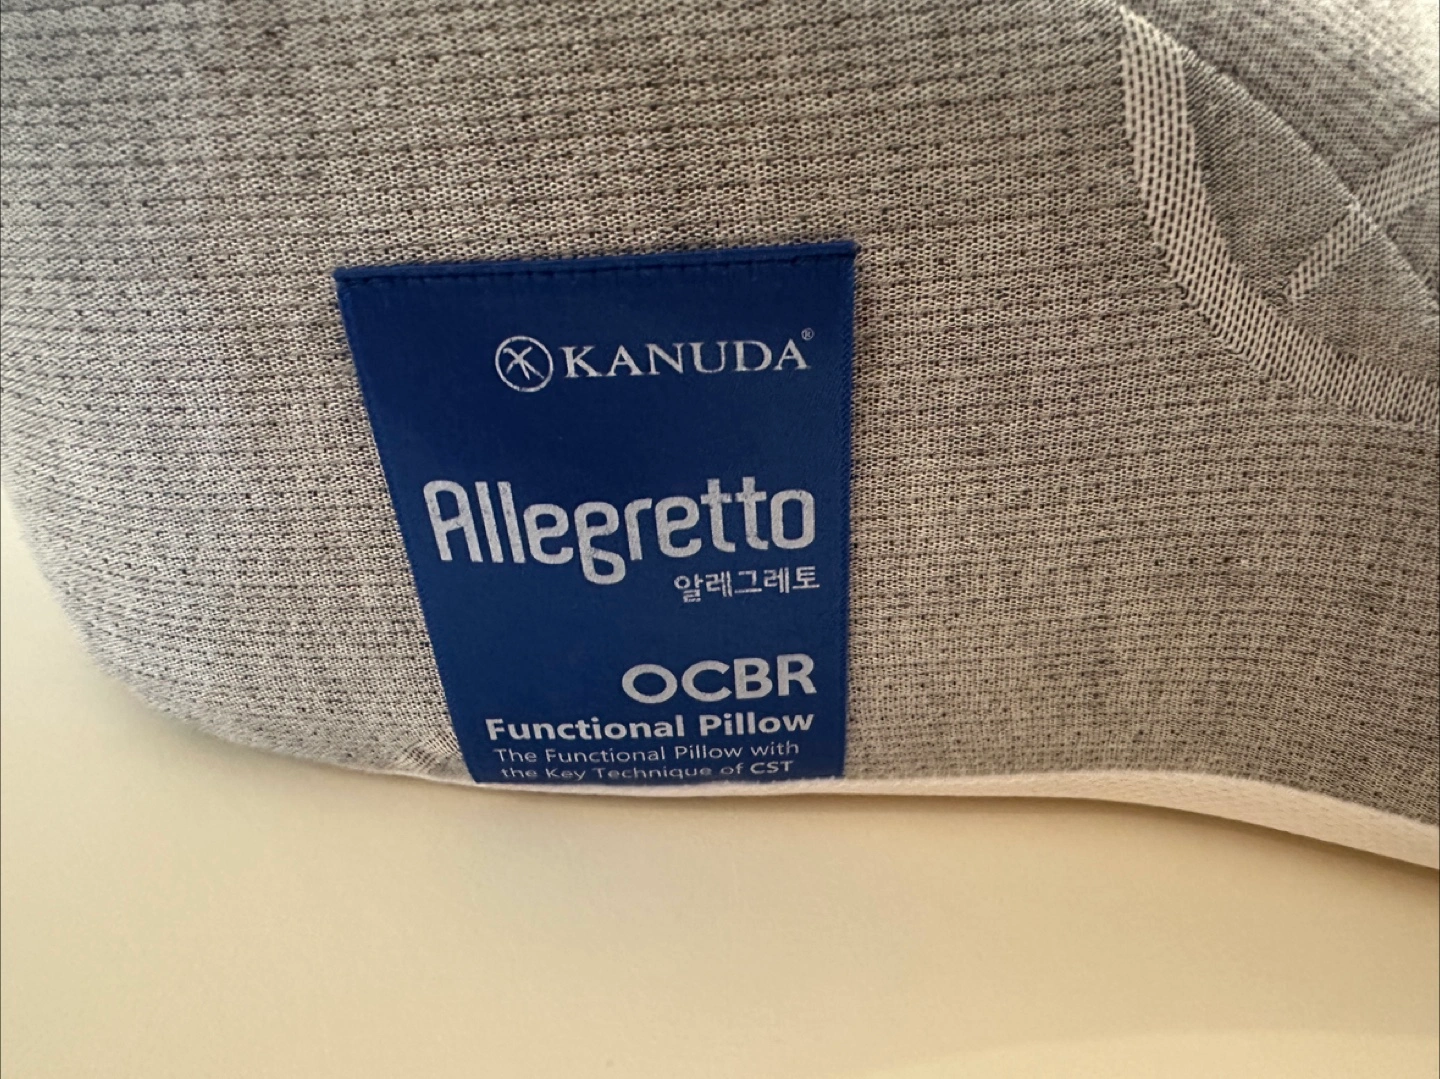 KANUDA®
Allegretto
알레그레토
OCBR
Functional Pillow
The Functional Pillow with
the Key Technique of CST